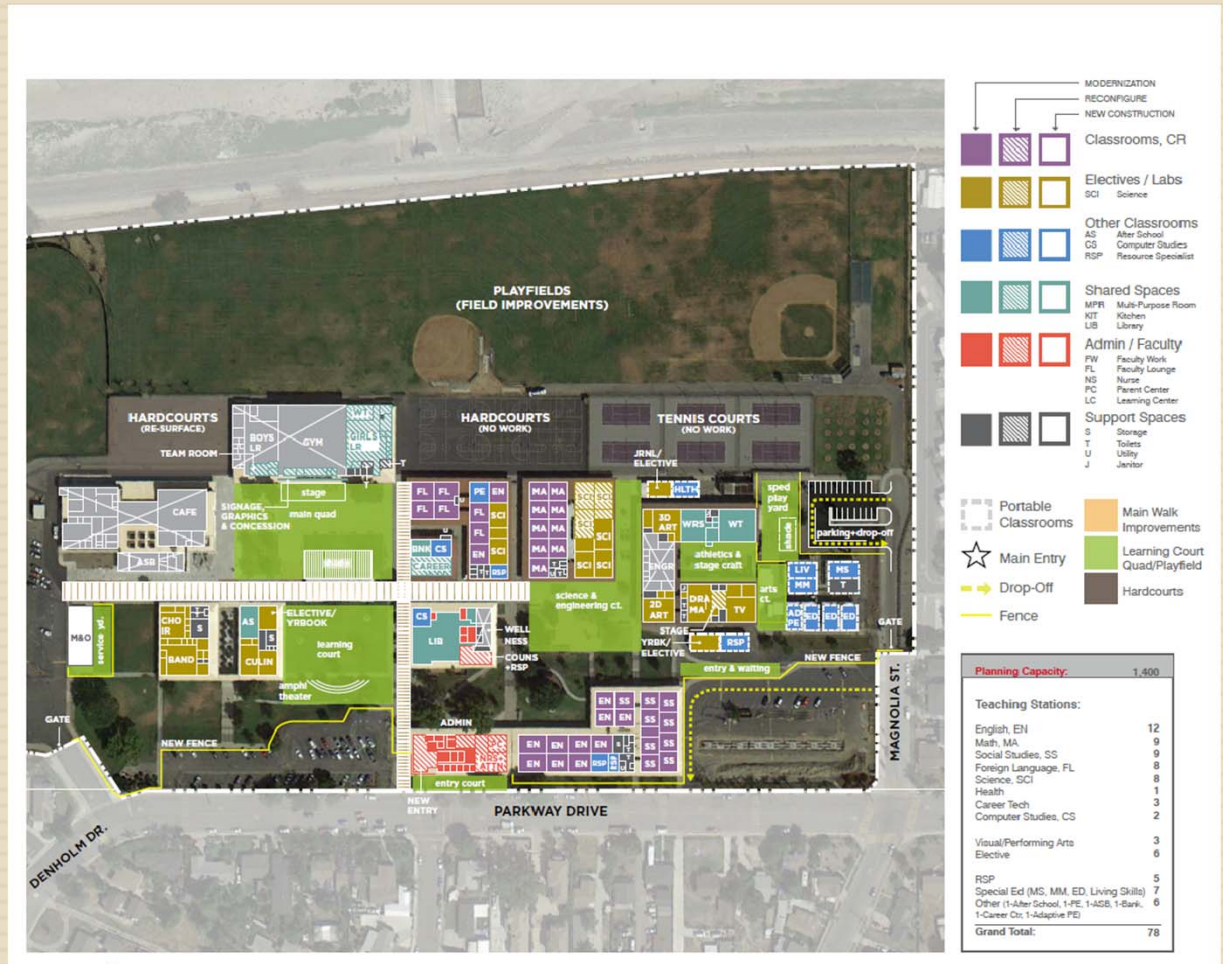 MODERNIZATION
RECONFIGURE
NEW CONSTRUCTION
Classrooms, CR
Electives / Labs
SCI Science
Other Classrooms
AS After School
CS Computer Studies
RSP Resource Specialist
Shared Spaces
MPR Multi-Purpose Room
KIT Kitchen
LIB Library
Admin / Faculty
FW Faculty Work
FL Faculty Lounge
NS Nurse
PC Parent Center
LC Learning Center
Support Spaces
S Storage
T Toilets
U Utility
J Janitor
Portable Classrooms
Main Walk Improvements
Main Entry
Learning Court Quad/Playfield
Drop-Off
Hardcourts
Fence
Planning Capacity: 1,400
Teaching Stations:
English, EN 12
Math, MA 9
Social Studies, SS 9
Foreign Language, FL 8
Science, SCI 8
Health 1
Career Tech 3
Computer Studies, CS 2
Visual/Performing Arts 3
Elective 6
RSP 5
Special Ed (MS, MM, ED, Living Skills) 7
Other (1-After School, 1-PE, 1-ASB, 1-Bank, 6
1-Career Ctr, 1-Adaptive PE)
Grand Total: 78
PLAYFIELDS
(FIELD IMPROVEMENTS)
HARDCOURTS
(RE-SURFACE)
HARDCOURTS
(NO WORK)
TENNIS COURTS
(NO WORK)
TEAM ROOM
BOYS LR
GYM
WT
GIRLS LR
T
JRNL/
ELECTIVE
HLTH
sped
play
yard
shade
parking+drop-off
SIGNAGE,
GRAPHICS
& CONCESSION
stage
main quad
CAFE
ASB
FL FL
FL FL
U
PE EN
FL SCI
FL
EN SCI
T T RSP
BNK CS
CAREER
MA MA
MA MA
MA MA
MA MA
MA
SCI SCI
SCI
SCI
SCI SCI
3D
ART
WRS
WT
ENGR
athletics &
stage craft
2D
ART
DRA
MA
TV
STAGE
YRBK/
ELECTIVE
RSP
arts
ct.
LIV
MM
MS
T
AD
PE
ED ED ED
GATE
science &
engineering ct.
M&O
service yd.
CHO
IR
S
BAND
AS
S
CULIN
ELECTIVE/
YRBOOK
learning
court
amphi
theater
CS
LIB
WELL
NESS
COUNS
+RSP
entry & waiting
NEW FENCE
MAGNOLIA ST.
GATE
NEW FENCE
ADMIN
EN SS
EN EN
SS
SS SS
SS SS
SS SS
SS
EN EN EN EN
EN EN EN
RSP
RSP
S
U
entry court
NEW
ENTRY
PARKWAY DRIVE
DENHOLM DR.